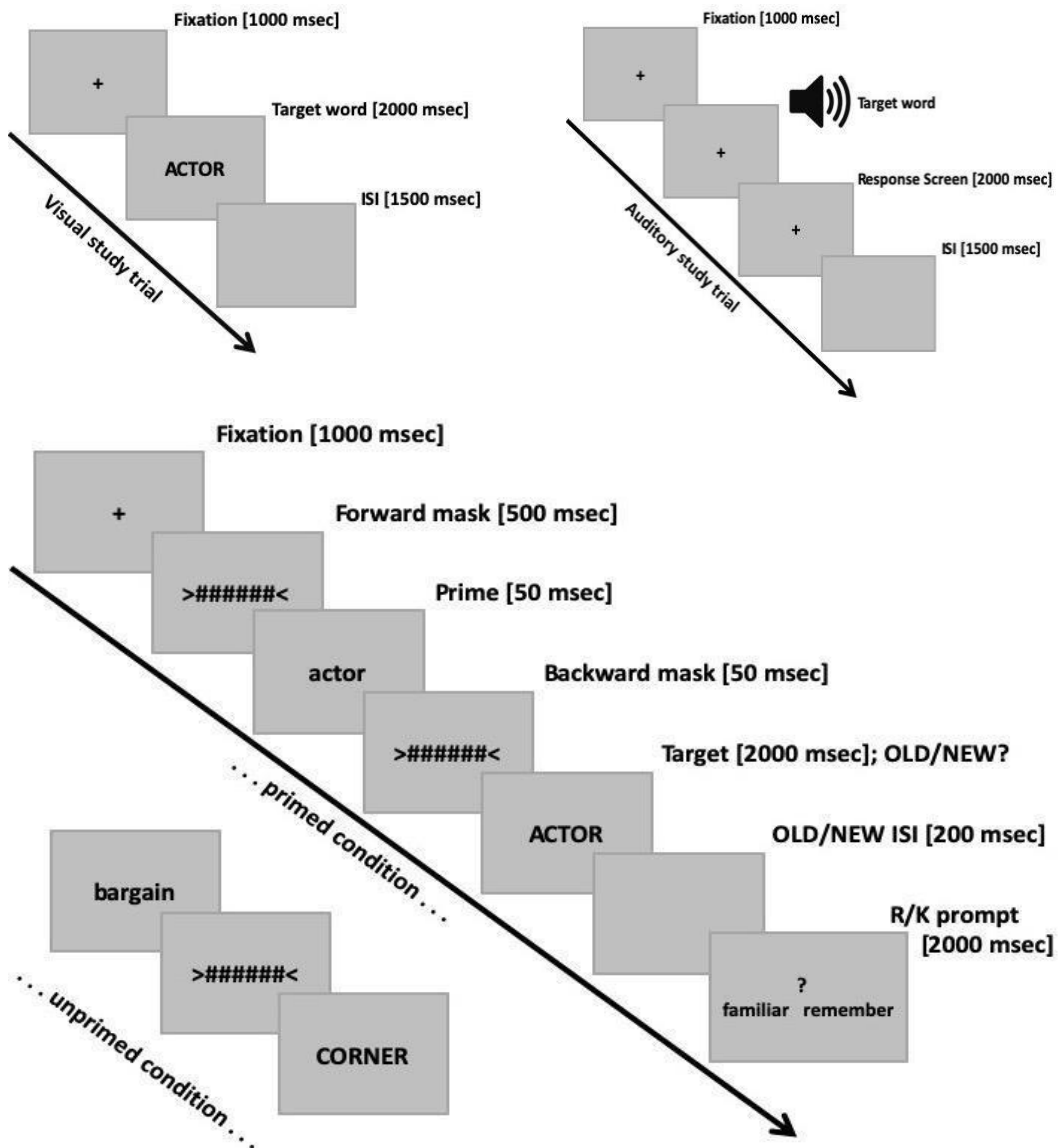 Fixation [1000 msec]
+
Target word [2000 msec]
ACTOR
ISI [1500 msec]
Visual study trial
Fixation [1000 msec]
+
Target word
+
Response Screen [2000 msec]
+
ISI [1500 msec]
Auditory study trial
Fixation [1000 msec]
+
Forward mask [500 msec]
>######<
Prime [50 msec]
actor
Backward mask [50 msec]
>######<
Target [2000 msec]; OLD/NEW?
ACTOR
OLD/NEW ISI [200 msec]
R/K prompt
[2000 msec]
?
familiar remember
. . . primed condition . . .
bargain
>######<
CORNER
. . . unprimed condition . . .